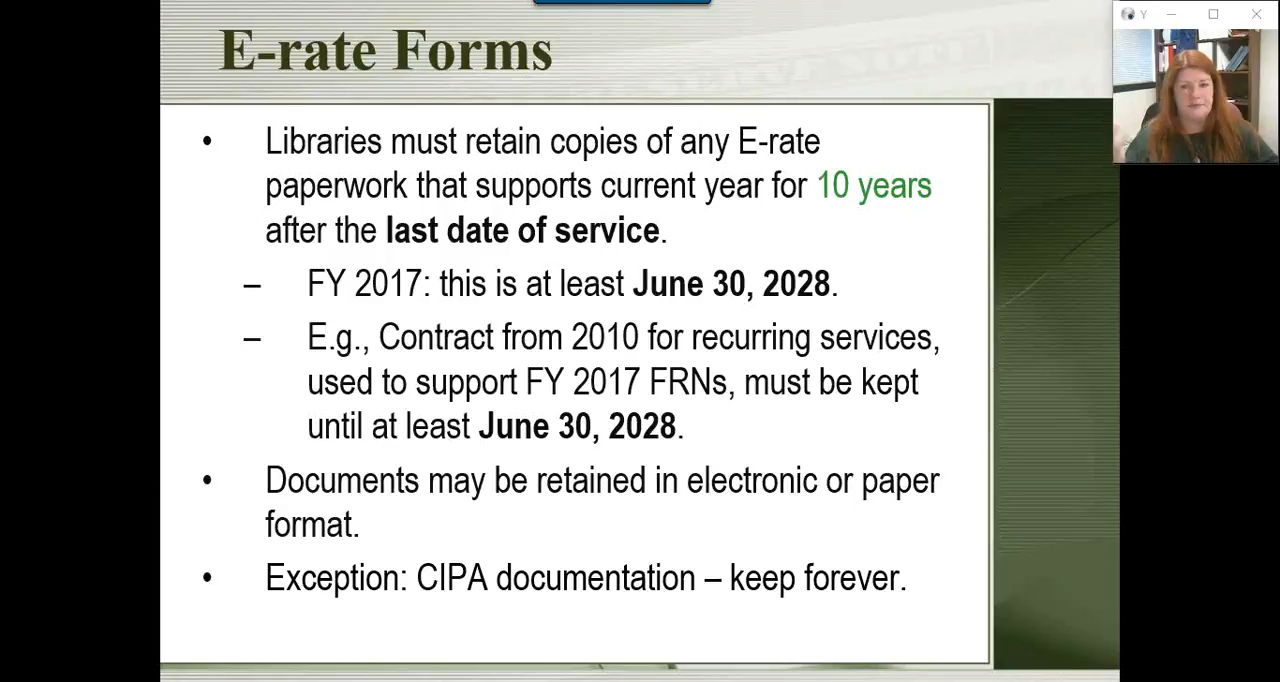 E-rate Forms
Y
• Libraries must retain copies of any E-rate
paperwork that supports current year for 10 years
after the last date of service.
– FY 2017: this is at least June 30, 2028.
– E.g., Contract from 2010 for recurring services,
used to support FY 2017 FRNs, must be kept
until at least June 30, 2028.
• Documents may be retained in electronic or paper
format.
• Exception: CIPA documentation – keep forever.